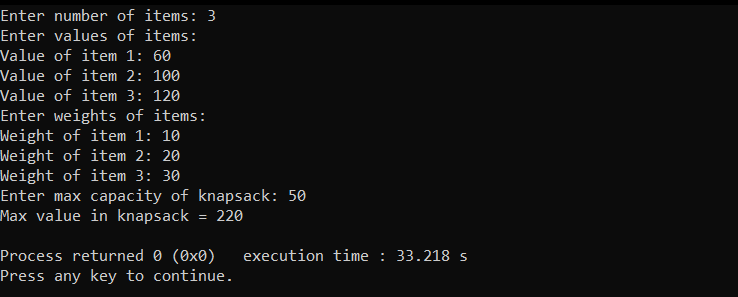 Enter number of items: 3
Enter values of items:
Value of item 1: 60
Value of item 2: 100
Value of item 3: 120
Enter weights of items:
Weight of item 1: 10
Weight of item 2: 20
Weight of item 3: 30
Enter max capacity of knapsack: 50
Max value in knapsack = 220

Process returned 0 (0x0)   execution time : 33.218 s
Press any key to continue.